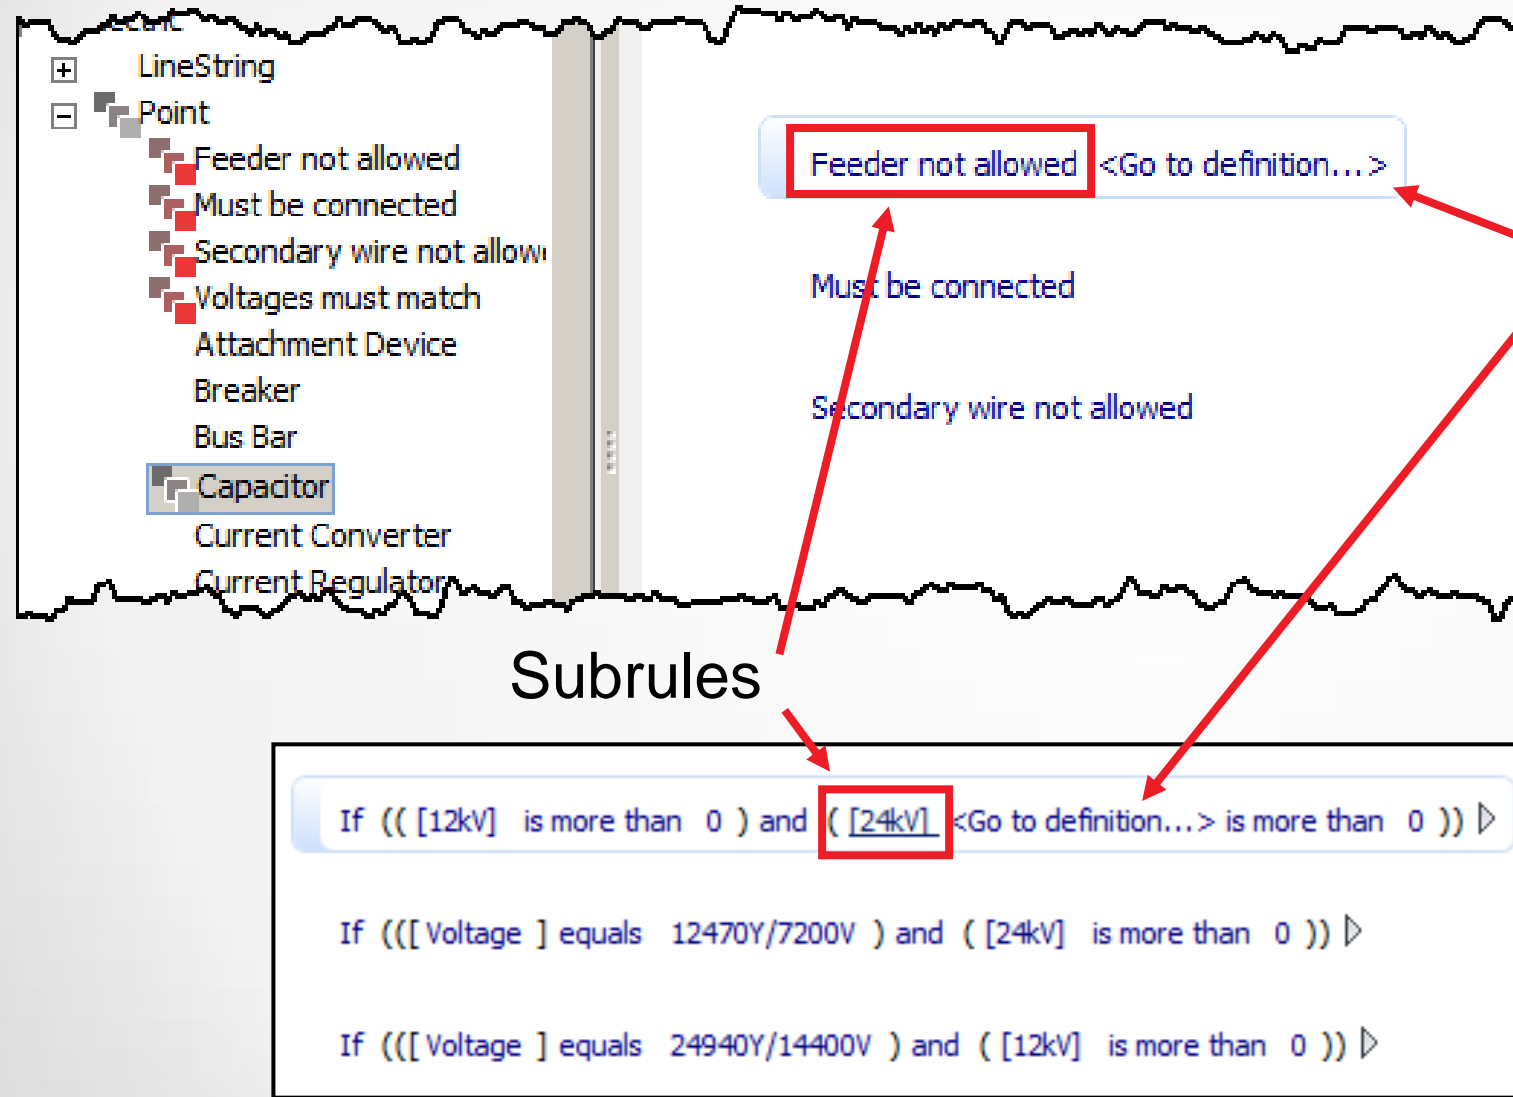 LineString
Point
Feeder not allowed
Must be connected
Secondary wire not allow
Voltages must match
Attachment Device
Breaker
Bus Bar
Capacitor
Current Converter
Current Regulator
Feeder not allowed <Go to definition...>
Must be connected
Secondary wire not allowed
Subrules
If (( [12kV] is more than 0 ) and ( [24kV] <Go to definition...> is more than 0 ))
If (([ Voltage ] equals 12470Y/7200V ) and ( [24kV] is more than 0 ))
If (([ Voltage ] equals 24940Y/14400V ) and ( [12kV] is more than 0 ))